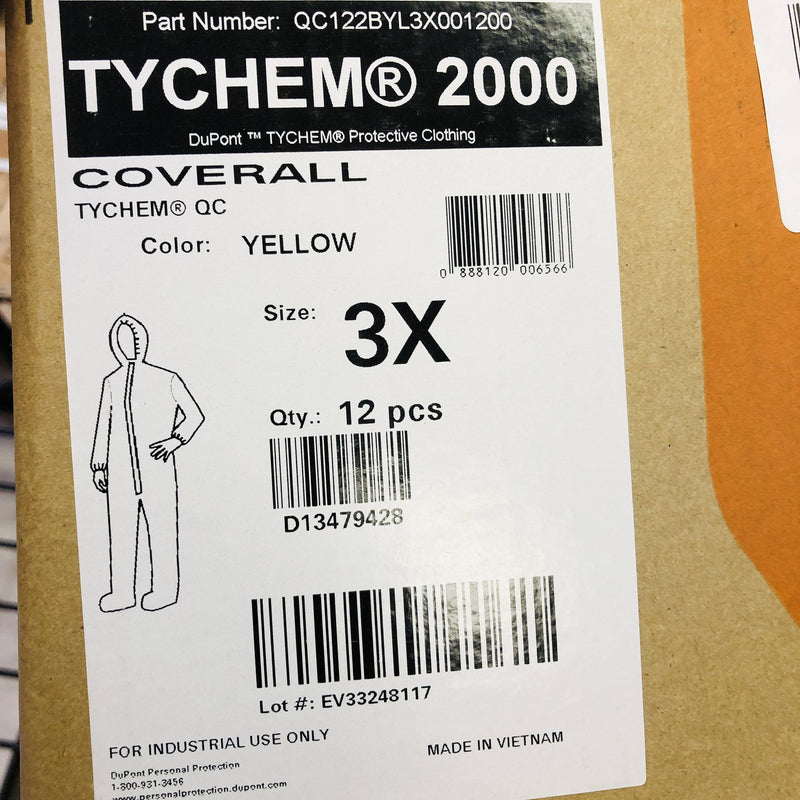 Part Number: QC122BYL3X001200
TYCHEM® 2000
DuPont ™ TYCHEM® Protective Clothing
COVERALL
TYCHEM® QC
Color: YELLOW
0 888120 006566
Size: 3X
Qty.: 12 pcs
D13479428
Lot #: EV33248117
FOR INDUSTRIAL USE ONLY
MADE IN VIETNAM
DuPont Personal Protection
1-800-931-3456
www.personalprotection.dupont.com